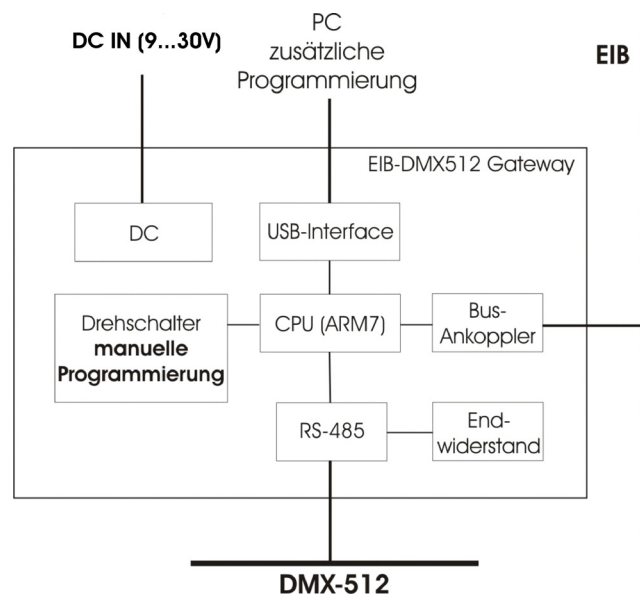 DC IN (9...30V)
PC
zusätzliche
Programmierung
EIB
EIB-DMX512 Gateway
DC
USB-Interface
Drehschalter
manuelle
Programmierung
CPU (ARM7)
Bus-
Ankoppler
RS-485
End-
widerstand
DMX-512